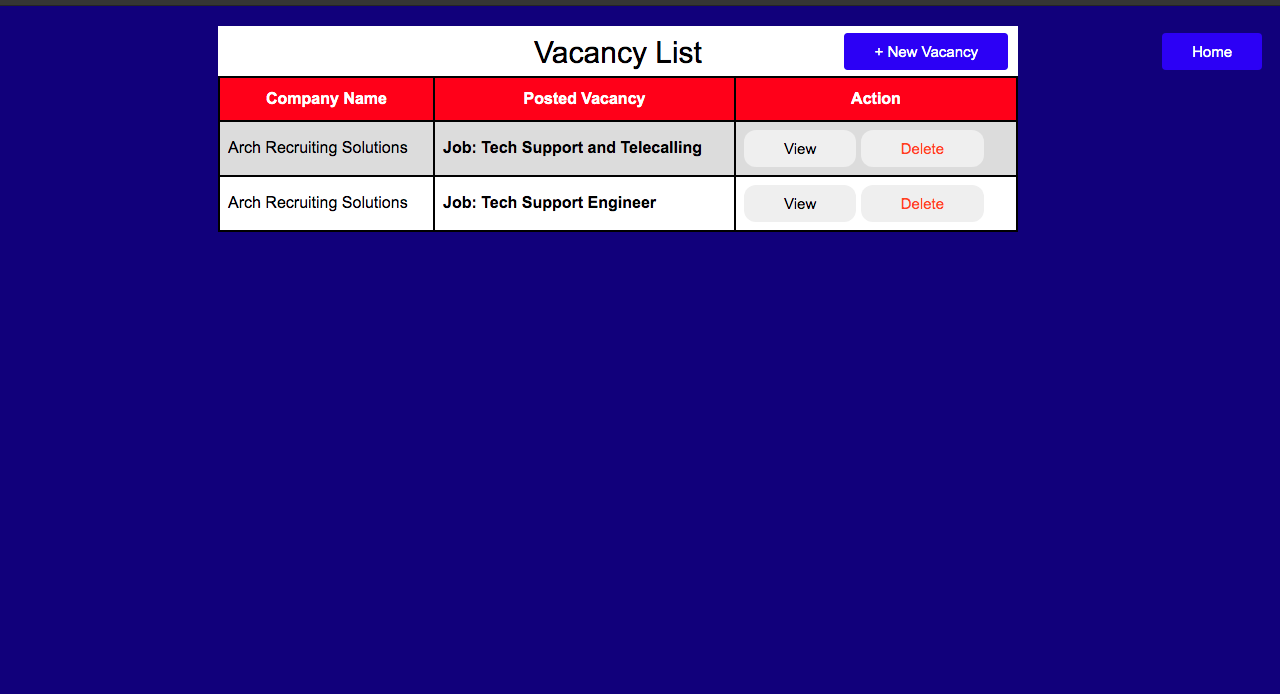 Vacancy List + New Vacancy Home
Company Name Posted Vacancy Action
Arch Recruiting Solutions Job: Tech Support and Telecalling View Delete
Arch Recruiting Solutions Job: Tech Support Engineer View Delete